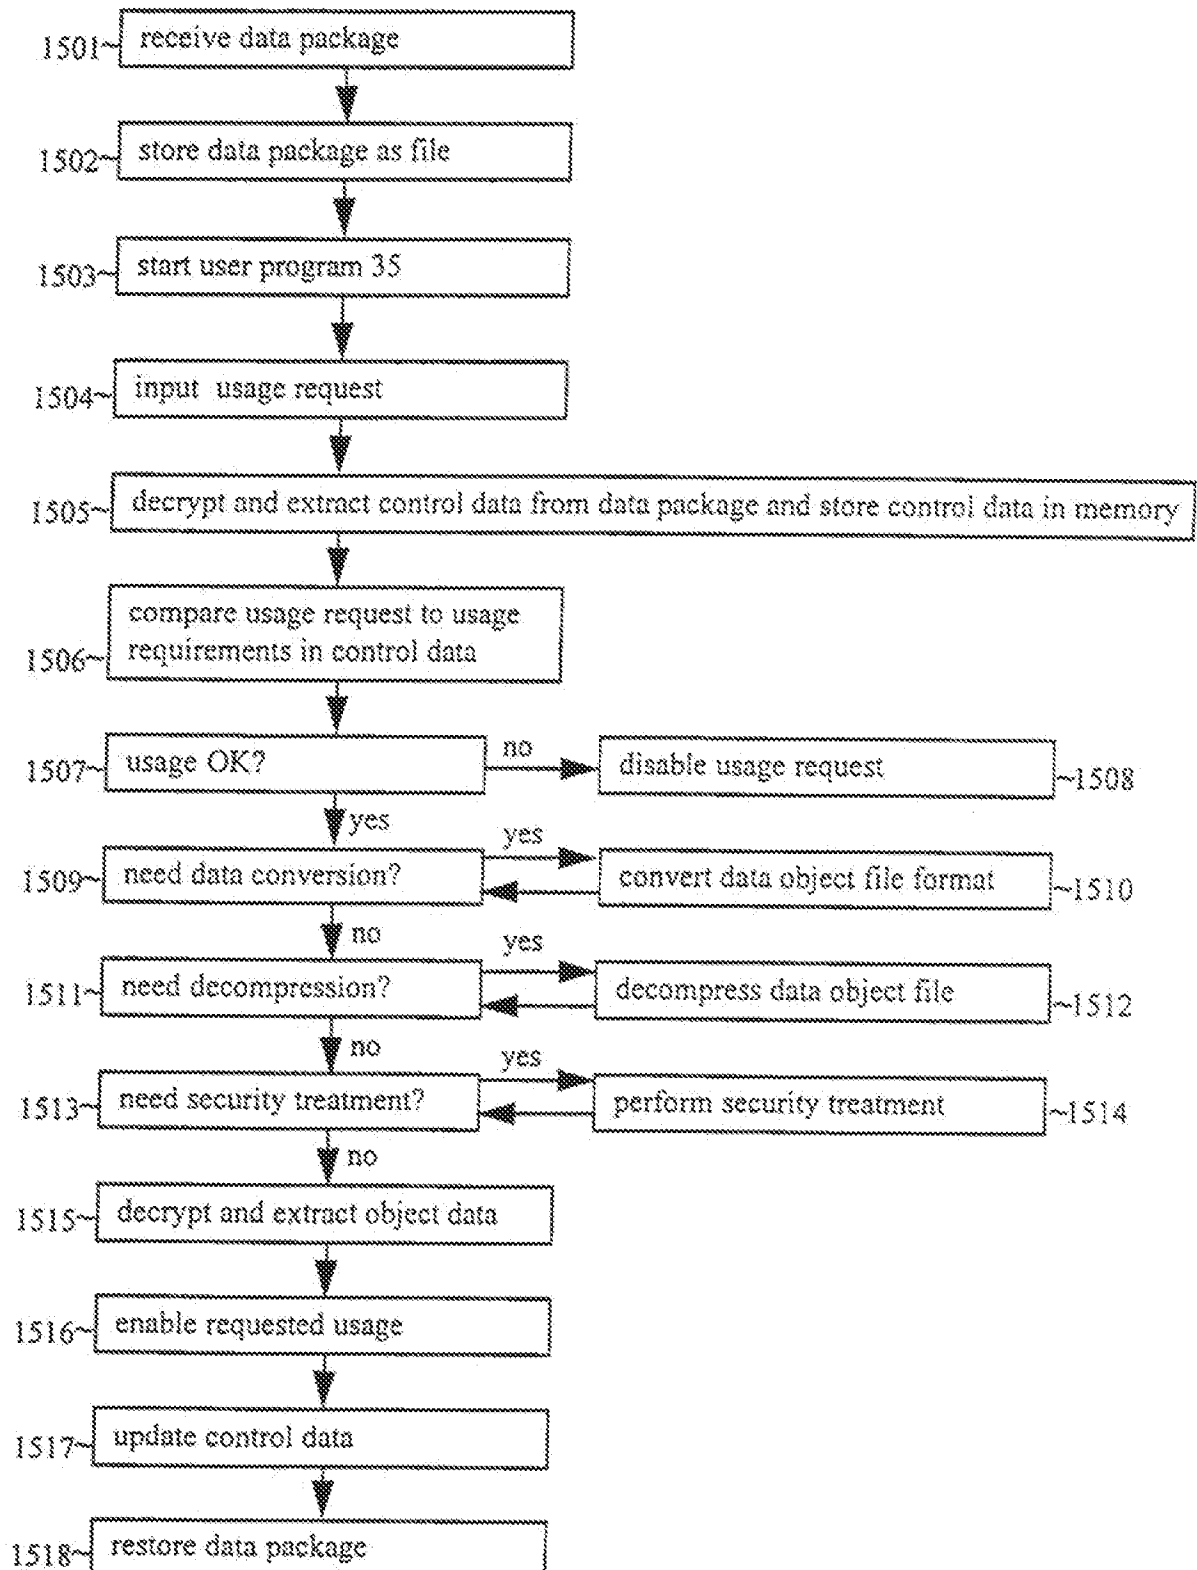 1501 receive data package
1502 store data package as file
1503 start user program 35
1504 input usage request
1505 decrypt and extract control data from data package and store control data in memory
compare usage request to usage
1506 requirements in control data
1507 usage OK? no disable usage request 1508
yes yes
1509 need data conversion? convert data object file format 1510
no yes
1511 need decompression? decompress data object file 1512
no yes
1513 need security treatment? perform security treatment 1514
no
1515 decrypt and extract object data
1516 enable requested usage
1517 update control data
1518 restore data package